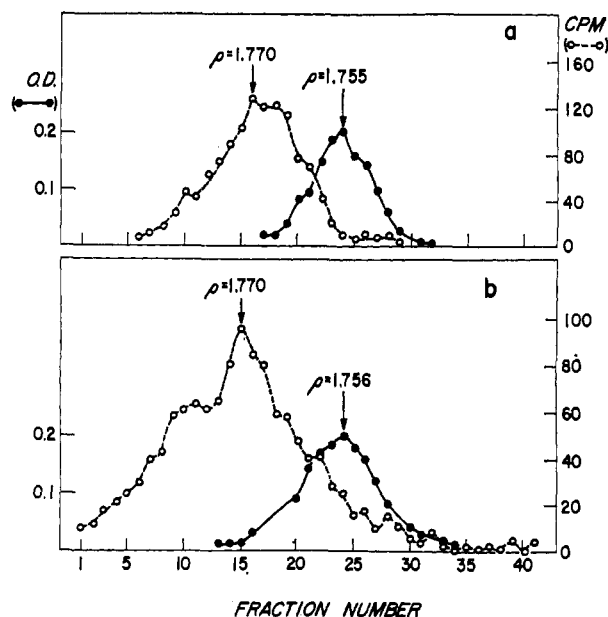 a
CPM
(o---o)
ρ=1.770
ρ=1.755
O.D.
(●—●)
160
120
80
40
0
0.2
0.1
b
ρ=1.770
ρ=1.756
100
80
60
40
20
0
0.2
0.1
1 5 10 15 20 25 30 35 40
FRACTION NUMBER